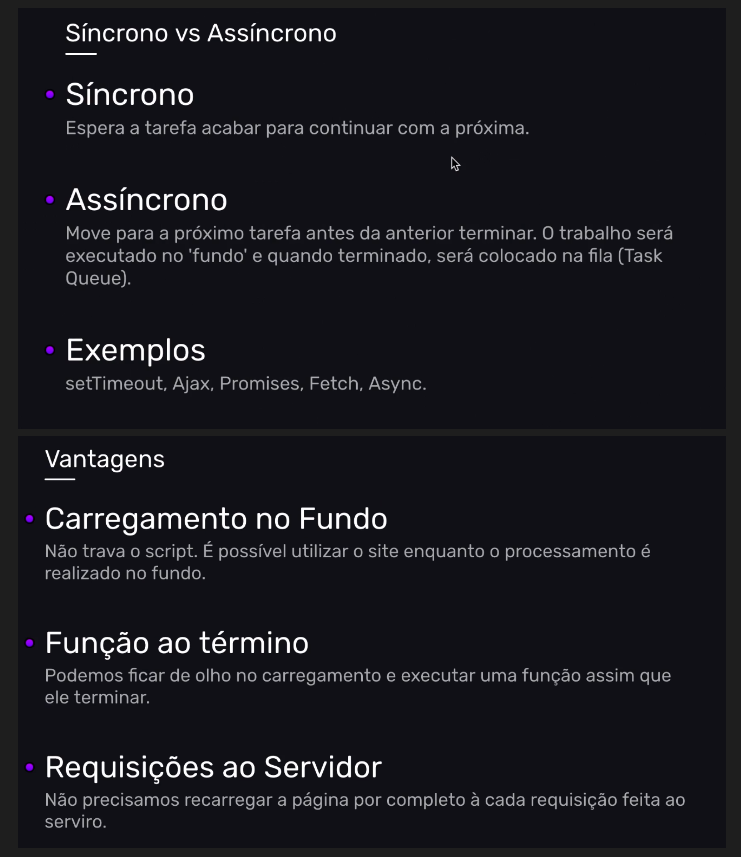 Síncrono vs Assíncrono
Síncrono
Espera a tarefa acabar para continuar com a próxima.
Assíncrono
Move para a próximo tarefa antes da anterior terminar. O trabalho será
executado no 'fundo' e quando terminado, será colocado na fila (Task
Queue).
Exemplos
setTimeout, Ajax, Promises, Fetch, Async.
Vantagens
Carregamento no Fundo
Não trava o script. É possível utilizar o site enquanto o processamento é
realizado no fundo.
Função ao término
Podemos ficar de olho no carregamento e executar uma função assim que
ele terminar.
Requisições ao Servidor
Não precisamos recarregar a página por completo à cada requisição feita ao
serviro.